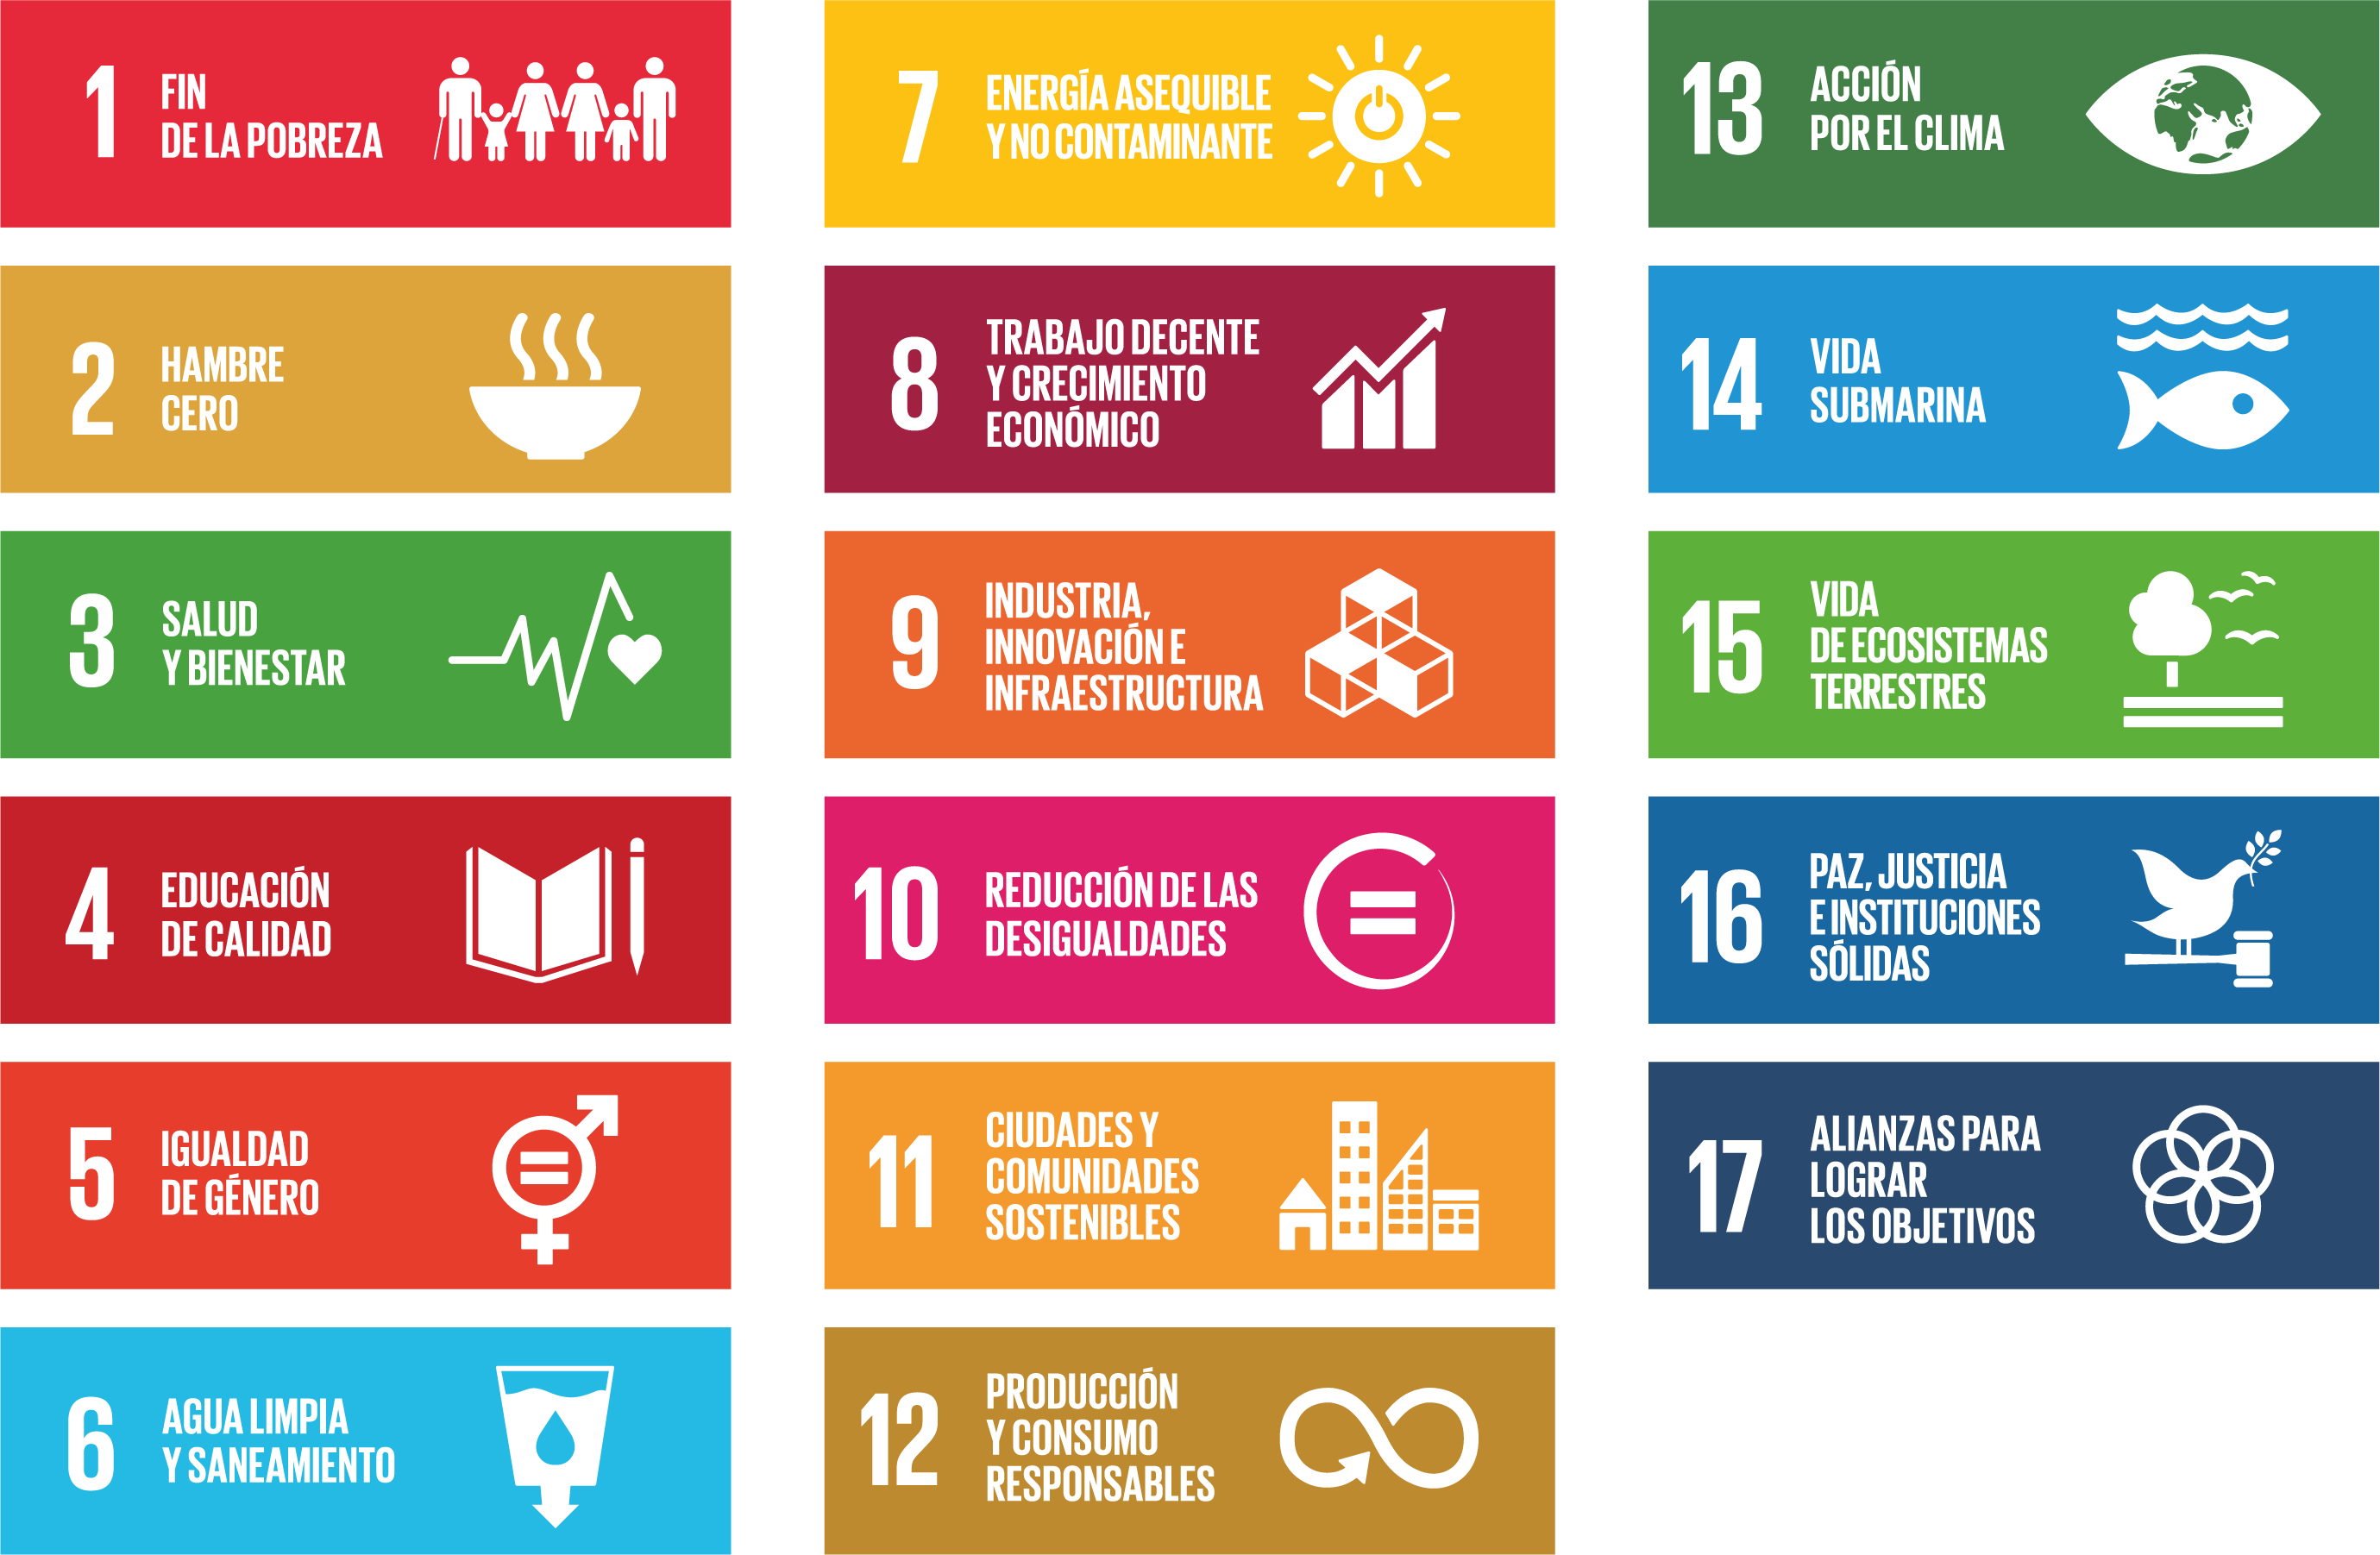 1
FIN
DE LA POBREZA
2
HAMBRE
CERO
3
SALUD
Y BIENESTAR
4
EDUCACIÓN
DE CALIDAD
5
IGUALDAD
DE GÉNERO
6
AGUA LIMPIA
Y SANEAMIENTO
7
ENERGÍA ASEQUIBLE
Y NO CONTAMINANTE
8
TRABAJO DECENTE
Y CRECIMIENTO
ECONÓMICO
9
INDUSTRIA,
INNOVACIÓN E
INFRAESTRUCTURA
10
REDUCCIÓN DE LAS
DESIGUALDADES
11
CIUDADES Y
COMUNIDADES
SOSTENIBLES
12
PRODUCCIÓN
Y CONSUMO
RESPONSABLES
13
ACCIÓN
POR EL CLIMA
14
VIDA
SUBMARINA
15
VIDA
DE ECOSISTEMAS
TERRESTRES
16
PAZ, JUSTICIA
E INSTITUCIONES
SÓLIDAS
17
ALIANZAS PARA
LOGRAR
LOS OBJETIVOS